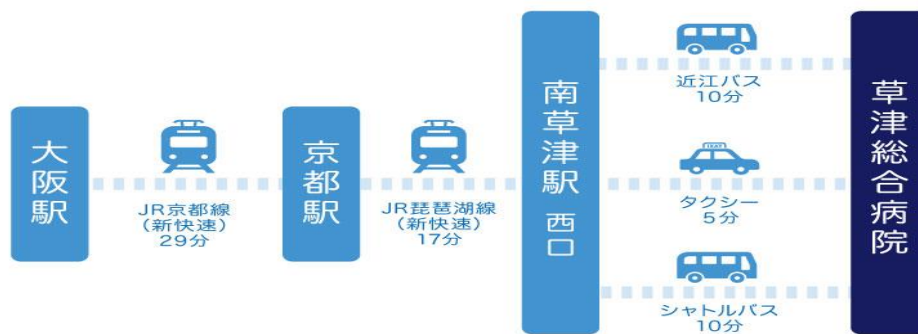 大阪駅
JR京都線
(新快速)
29分
京都駅
JR琵琶湖線
(新快速)
17分
南草津駅 西口
近江バス
10分
TAXI
タクシー
5分
シャトルバス
10分
草津総合病院